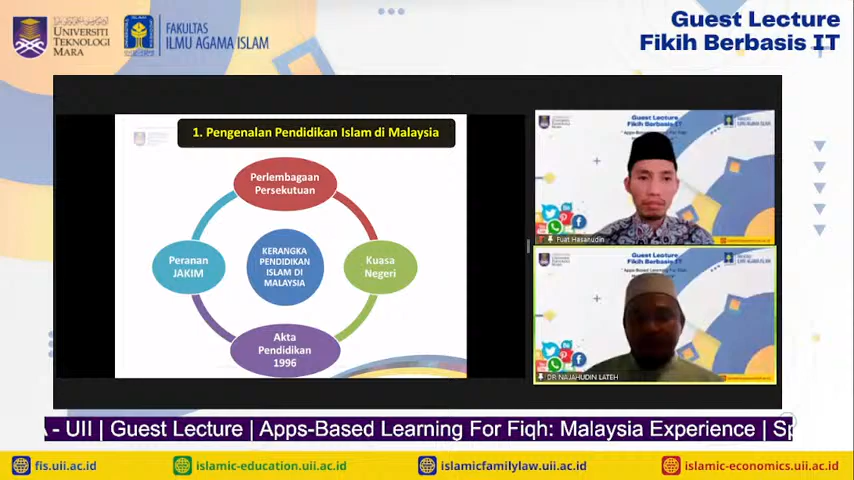 UNIVERSITI
TEKNOLOGI
MARA
FAKULTAS
ILMU AGAMA ISLAM
Guest Lecture
Fikih Berbasis IT
1. Pengenalan Pendidikan Islam di Malaysia
Perlembagaan
Persekutuan
Peranan
JAKIM
KERANGKA
PENDIDIKAN
ISLAM DI
MALAYSIA
Kuasa
Negeri
Akta
Pendidikan
1996
Guest Lecture
Fikih Berbasis IT
Fuat Hasanudin
Guest Lecture
Fikih Berbasis IT
DR NAJAHUDIN LATEH
- UII | Guest Lecture | Apps-Based Learning For Fiqh: Malaysia Experience |
fis.uii.ac.id
islamic-education.uii.ac.id
islamicfamilylaw.uii.ac.id
islamic-economics.uii.ac.id